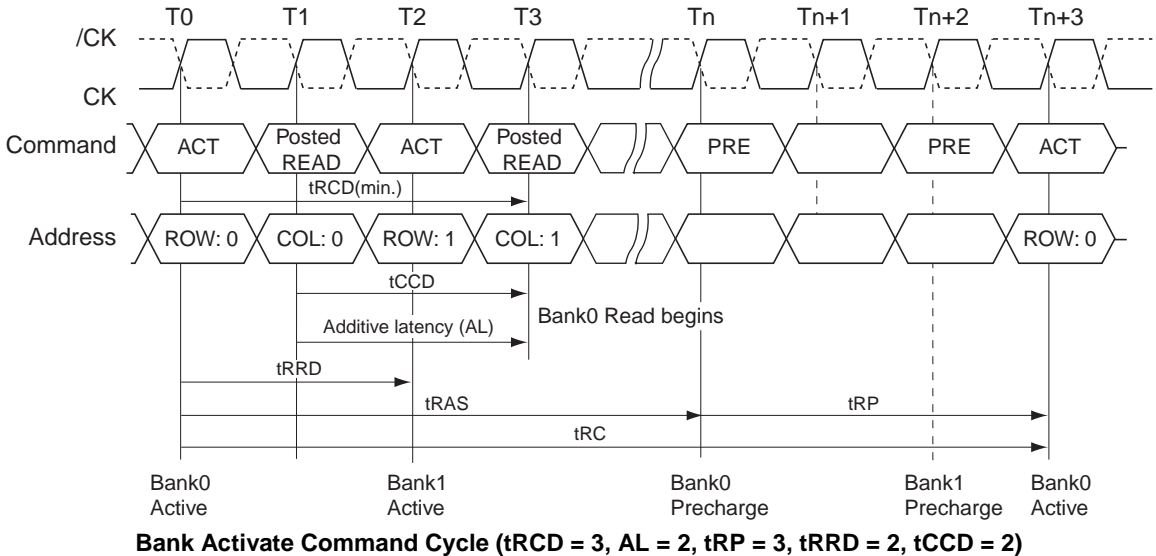 T0 T1 T2 T3 Tn Tn+1 Tn+2 Tn+3
/CK
CK
Command ACT Posted READ ACT Posted READ PRE PRE ACT
tRCD(min.)
Address ROW: 0 COL: 0 ROW: 1 COL: 1 ROW: 0
tCCD
Bank0 Read begins
Additive latency (AL)
tRRD
tRAS tRP
tRC
Bank0 Active Bank1 Active Bank0 Precharge Bank1 Precharge Bank0 Active
Bank Activate Command Cycle (tRCD = 3, AL = 2, tRP = 3, tRRD = 2, tCCD = 2)